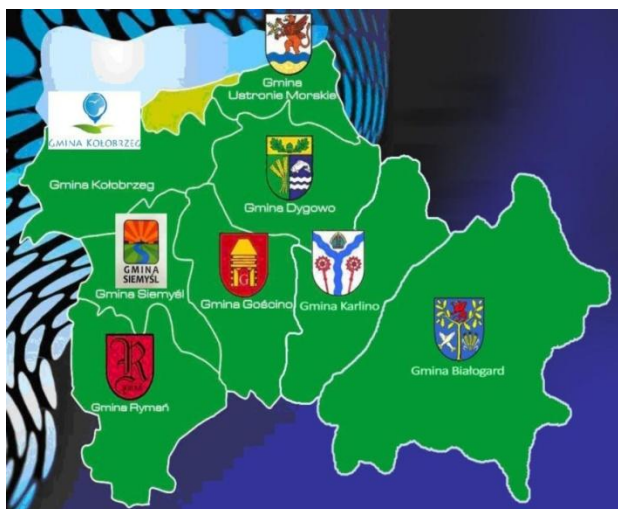 Gmina
Ustronie Morskie
GMINA KOŁOBRZEG
Gmina Kołobrzeg
Gmina Dygowo
GMINA
SIEMYŚL
Gmina Siemyśl
G
Gmina Gościno
Gmina Karlino
Gmina Białogard
R
Gmina Rymań